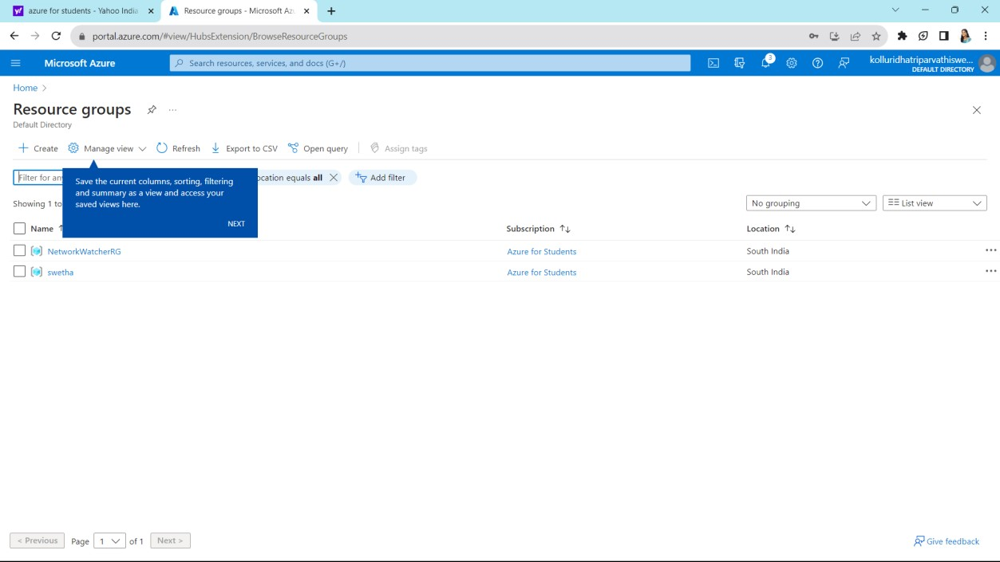 azure for students - Yahoo India
Resource groups - Microsoft Az
portal.azure.com/#view/HubsExtension/BrowseResourceGroups
Microsoft Azure
Search resources, services, and docs (G+/)
3
kolluridhatriparvathiswe...
DEFAULT DIRECTORY
Home >
Resource groups
Default Directory
Create Manage view Refresh Export to CSV Open query Assign tags
Filter for an
Save the current columns, sorting, filtering
and summary as a view and access your
saved views here.
NEXT
ocation equals all
Add filter
Showing 1 to
No grouping
List view
Name Subscription Location
NetworkWatcherRG Azure for Students South India
swetha Azure for Students South India
< Previous Page 1 of 1 Next >
Give feedback